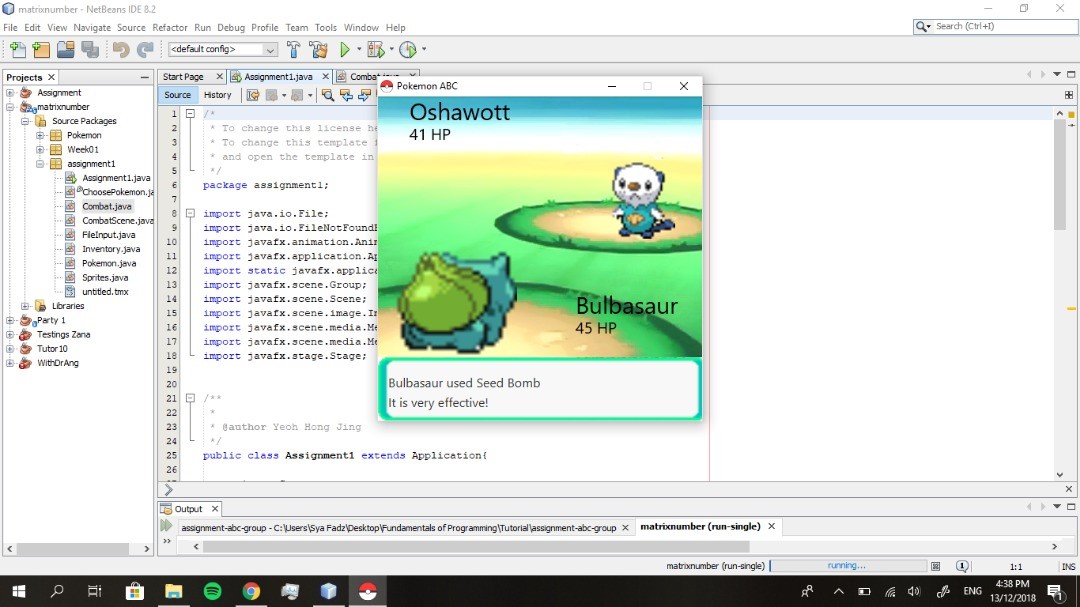 matrixnumber - NetBeans IDE 8.2
File Edit View Navigate Source Refactor Run Debug Profile Team Tools Window Help
Search (Ctrl+I)
<default config>
Projects
Start Page
Assignment1.java
Combat.java
Source History
Assignment
matrixnumber
Source Packages
Pokemon
Week01
assignment1
Assignment1.java
ChoosePokemon.ja
Combat.java
CombatScene.java
FileInput.java
Inventory.java
Pokemon.java
Sprites.java
untitled.tmx
Libraries
Party 1
Testings Zana
Tutor10
WithDrAng
1 /*
2 * To change this license he
3 * To change this template f
4 * and open the template in
5 */
6 package assignment1;
7
8 import java.io.File;
9 import java.io.FileNotFound
10 import javafx.animation.Ani
11 import javafx.application.Ap
12 import static javafx.applica
13 import javafx.scene.Group;
14 import javafx.scene.Scene;
15 import javafx.scene.image.I
16 import javafx.scene.media.Me
17 import javafx.scene.media.Me
18 import javafx.stage.Stage;
19
20
21 /**
22 *
23 * @author Yeoh Hong Jing
24 */
25 public class Assignment1 extends Application{
26
Pokemon ABC
Oshawott
41 HP
Bulbasaur
45 HP
Bulbasaur used Seed Bomb
It is very effective!
Output
assignment-abc-group - C:\Users\Sya Fadz\Desktop\Fundamentals of Programming\Tutorial\assignment-abc-group
matrixnumber (run-single)
matrixnumber (run-single)
running...
1
1:1
INS
ENG
4:38 PM
13/12/2018
1